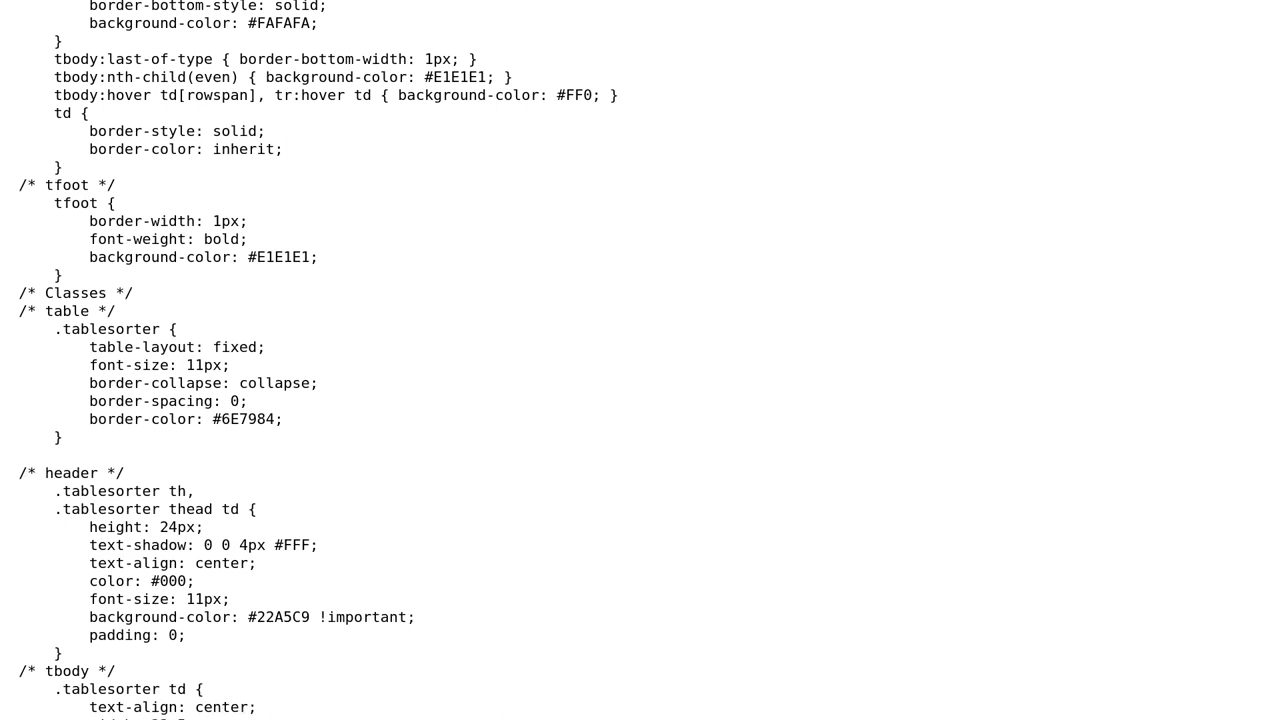 border-bottom-style: solid;
background-color: #FAFAFA;
}
tbody:last-of-type { border-bottom-width: 1px; }
tbody:nth-child(even) { background-color: #E1E1E1; }
tbody:hover td[rowspan], tr:hover td { background-color: #FF0; }
td {
border-style: solid;
border-color: inherit;
}
/* tfoot */
tfoot {
border-width: 1px;
font-weight: bold;
background-color: #E1E1E1;
}
/* Classes */
/* table */
.tablesorter {
table-layout: fixed;
font-size: 11px;
border-collapse: collapse;
border-spacing: 0;
border-color: #6E7984;
}
/* header */
.tablesorter th,
.tablesorter thead td {
height: 24px;
text-shadow: 0 0 4px #FFF;
text-align: center;
color: #000;
font-size: 11px;
background-color: #22A5C9 !important;
padding: 0;
}
/* tbody */
.tablesorter td {
text-align: center;